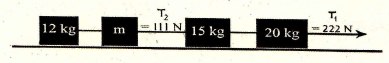 T₂ T₁
12 kg m = 111 N 15 kg 20 kg = 222 N